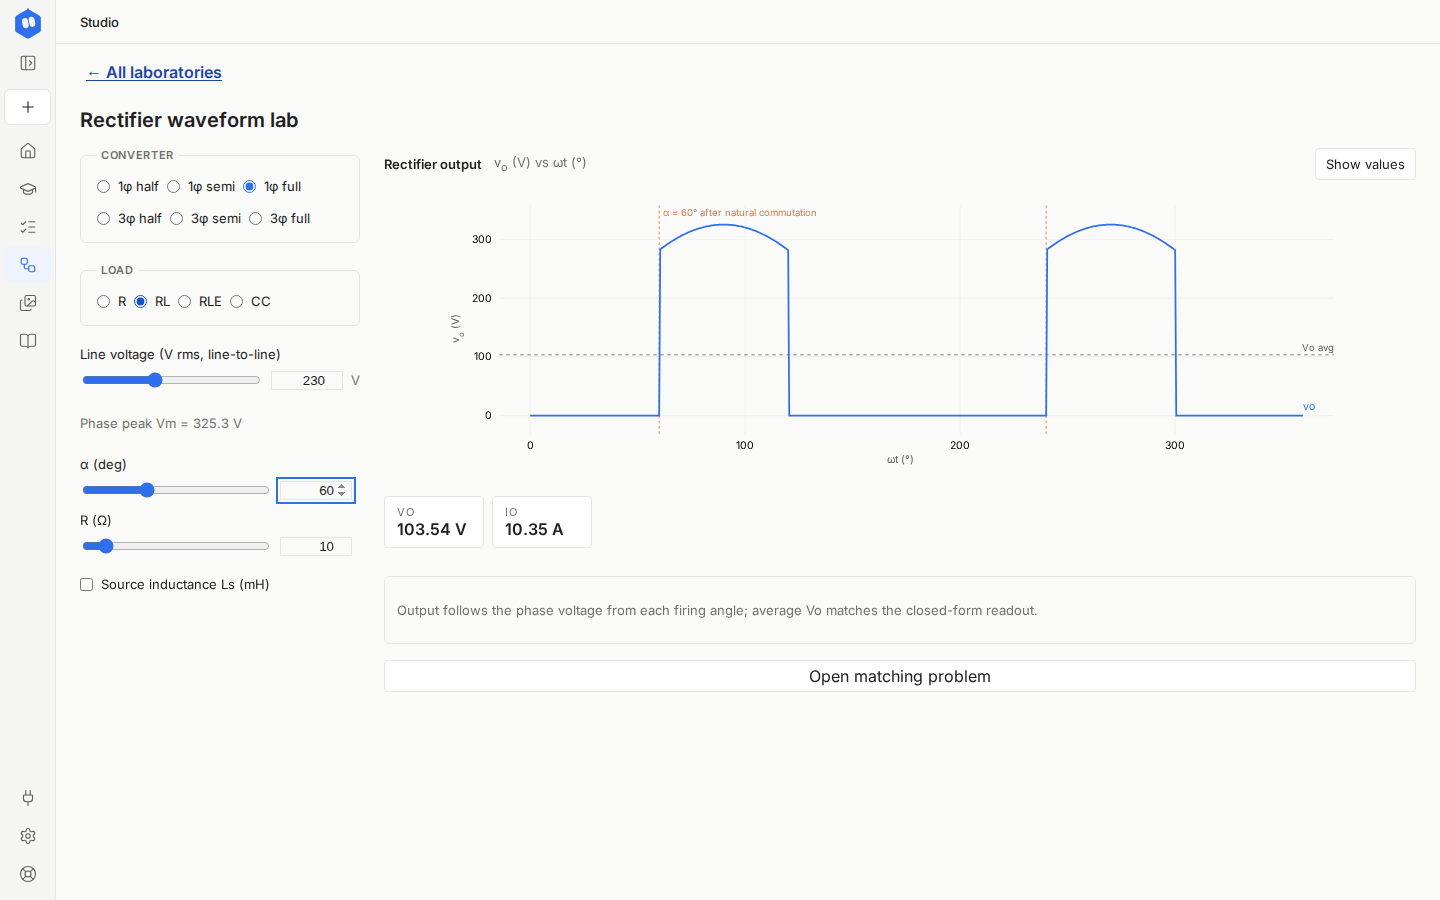 Studio
← All laboratories
Rectifier waveform lab
CONVERTER
1φ half 1φ semi 1φ full
3φ half 3φ semi 3φ full
LOAD
R RL RLE CC
Line voltage (V rms, line-to-line)
230 V
Phase peak Vm = 325.3 V
α (deg)
60
R (Ω)
10
Source inductance Ls (mH)
Rectifier output vo (V) vs ωt (°)
Show values
α = 60° after natural commutation
300
200
100
0
vo (V)
Vo avg
vo
0 100 200 300
ωt (°)
VO
103.54 V
IO
10.35 A
Output follows the phase voltage from each firing angle; average Vo matches the closed-form readout.
Open matching problem